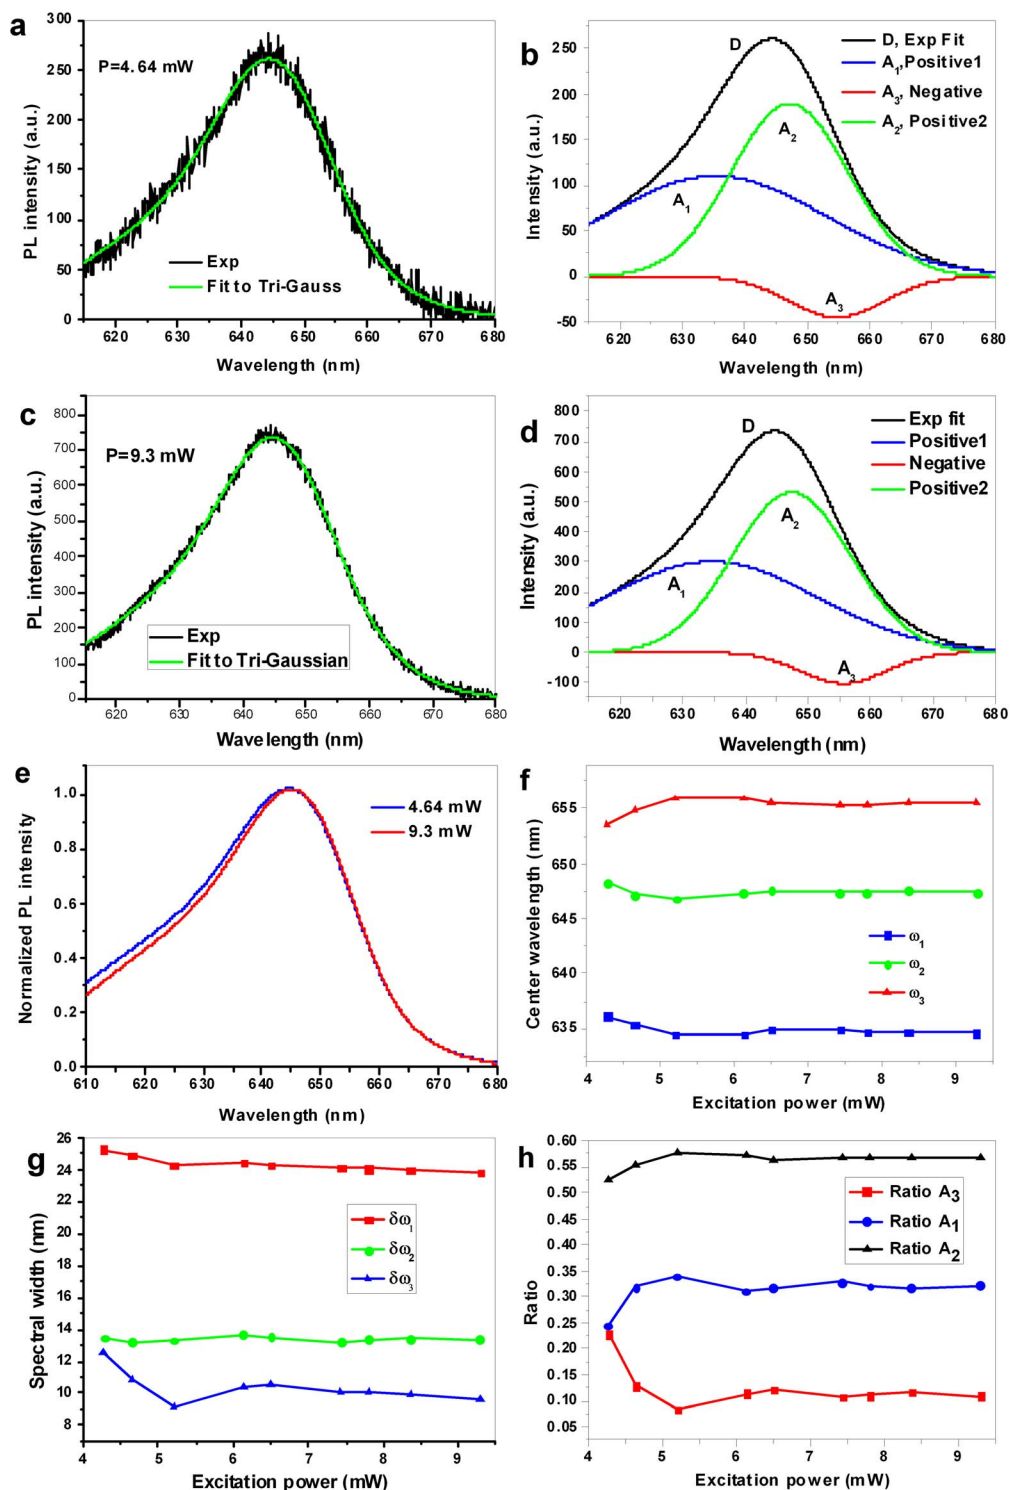 a
P=4.64 mW
300
250
200
150
100
50
0
PL intensity (a.u.)
Exp
Fit to Tri-Gauss
620 630 640 650 660 670 680
Wavelength (nm)
b
D
D, Exp Fit
A1,Positive1
A3, Negative
A2, Positive2
250
200
150
100
50
0
-50
Intensity (a.u.)
A2
A1
A3
620 630 640 650 660 670 680
Wavelength (nm)
c
P=9.3 mW
800
700
600
500
400
300
200
100
0
PL intensity (a.u.)
Exp
Fit to Tri-Gaussian
620 630 640 650 660 670 680
Wavelength (nm)
d
D
Exp fit
Positive1
Negative
Positive2
800
700
600
500
400
300
200
100
0
-100
Intensity (a.u.)
A2
A1
A3
620 630 640 650 660 670 680
Wavelength (nm)
e
4.64 mW
9.3 mW
1.0
0.8
0.6
0.4
0.2
0.0
Normalized PL intensity
610 620 630 640 650 660 670 680
Wavelength (nm)
f
655
650
645
640
635
Center wavelength (nm)
ω1
ω2
ω3
4 5 6 7 8 9
Excitation power (mW)
g
26
24
22
20
18
16
14
12
10
8
Spectral width (nm)
δω1
δω2
δω3
4 5 6 7 8 9
Excitation power (mW)
h
0.60
0.55
0.50
0.45
0.40
0.35
0.30
0.25
0.20
0.15
0.10
0.05
Ratio
Ratio A3
Ratio A1
Ratio A2
4 5 6 7 8 9
Excitation power (mW)